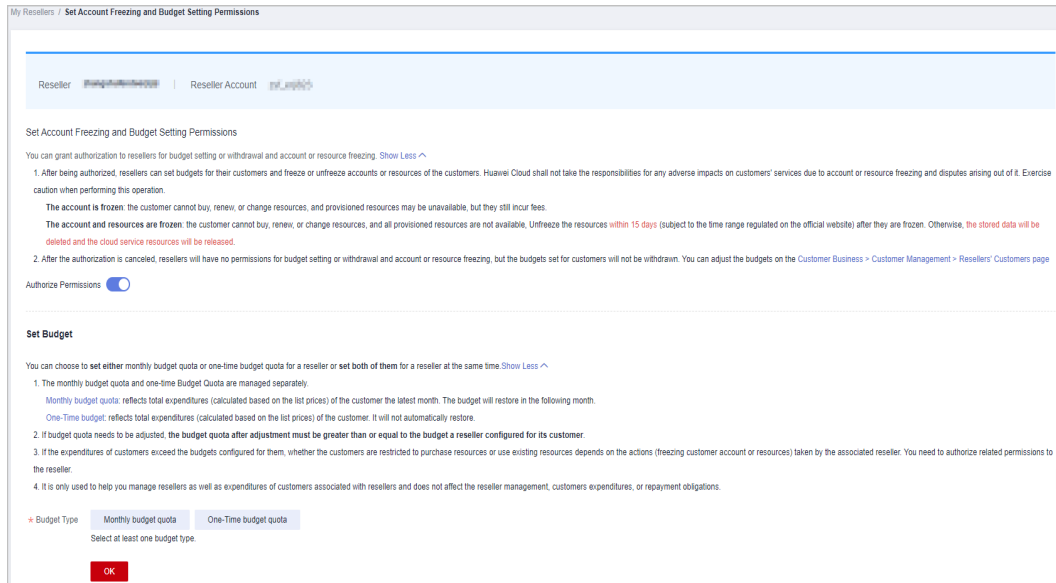 My Resellers / Set Account Freezing and Budget Setting Permissions
Reseller | Reseller Account
Set Account Freezing and Budget Setting Permissions
You can grant authorization to resellers for budget setting or withdrawal and account or resource freezing. Show Less
1. After being authorized, resellers can set budgets for their customers and freeze or unfreeze accounts or resources of the customers. Huawei Cloud shall not take the responsibilities for any adverse impacts on customers' services due to account or resource freezing and disputes arising out of it. Exercise
caution when performing this operation.
The account is frozen: the customer cannot buy, renew, or change resources, and provisioned resources may be unavailable, but they still incur fees.
The account and resources are frozen: the customer cannot buy, renew, or change resources, and all provisioned resources are not available, Unfreeze the resources within 15 days (subject to the time range regulated on the official website) after they are frozen. Otherwise, the stored data will be
deleted and the cloud service resources will be released.
2. After the authorization is canceled, resellers will have no permissions for budget setting or withdrawal and account or resource freezing, but the budgets set for customers will not be withdrawn. You can adjust the budgets on the Customer Business > Customer Management > Resellers' Customers page
Authorize Permissions
Set Budget
You can choose to set either monthly budget quota or one-time budget quota for a reseller or set both of them for a reseller at the same time.Show Less
1. The monthly budget quota and one-time Budget Quota are managed separately.
Monthly budget quota: reflects total expenditures (calculated based on the list prices) of the customer the latest month. The budget will restore in the following month.
One-Time budget: reflects total expenditures (calculated based on the list prices) of the customer. It will not automatically restore.
2. If budget quota needs to be adjusted, the budget quota after adjustment must be greater than or equal to the budget a reseller configured for its customer.
3. If the expenditures of customers exceed the budgets configured for them, whether the customers are restricted to purchase resources or use existing resources depends on the actions (freezing customer account or resources) taken by the associated reseller. You need to authorize related permissions to
the reseller.
4. It is only used to help you manage resellers as well as expenditures of customers associated with resellers and does not affect the reseller management, customers expenditures, or repayment obligations.
* Budget Type Monthly budget quota One-Time budget quota
Select at least one budget type.
OK